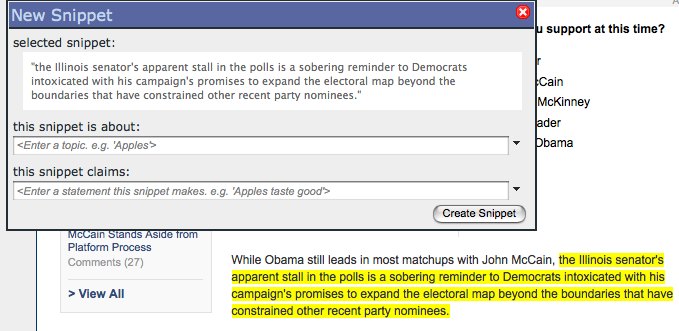 New Snippet
selected snippet:
"the Illinois senator's apparent stall in the polls is a sobering reminder to Democrats
intoxicated with his campaign's promises to expand the electoral map beyond the
boundaries that have constrained other recent party nominees."
this snippet is about:
<Enter a topic. e.g. 'Apples'>
this snippet claims:
<Enter a statement this snippet makes. e.g. 'Apples taste good'>
Create Snippet
support at this time?
McCain
McKinney
Obama
McCain Stands Aside from
Platform Process
Comments (27)
> View All
While Obama still leads in most matchups with John McCain, the Illinois senator's
apparent stall in the polls is a sobering reminder to Democrats intoxicated with his
campaign's promises to expand the electoral map beyond the boundaries that have
constrained other recent party nominees.